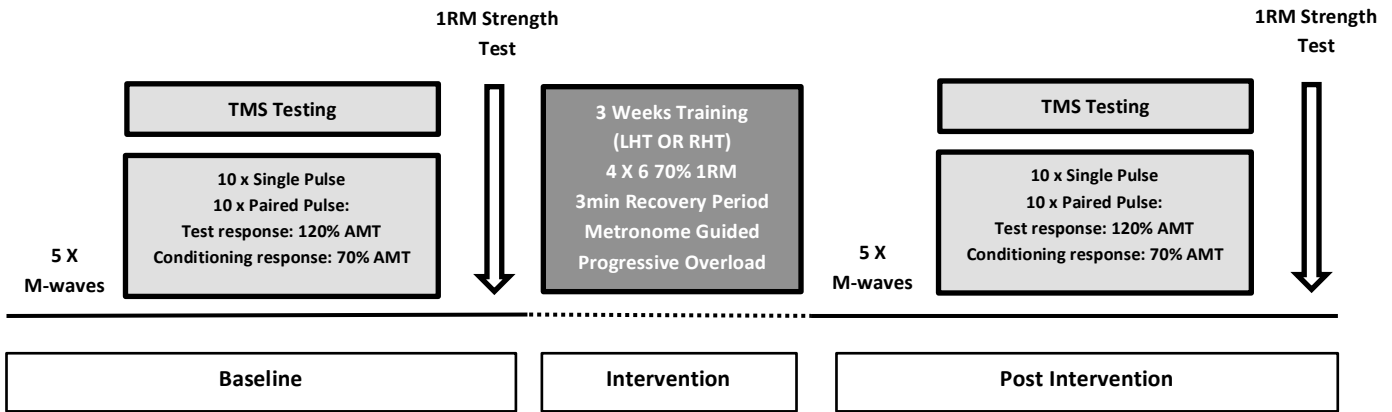 1RM Strength
Test
TMS Testing
10 x Single Pulse
10 x Paired Pulse:
Test response: 120% AMT
Conditioning response: 70% AMT
5 X
M-waves
3 Weeks Training
(LHT OR RHT)
4 X 6 70% 1RM
3min Recovery Period
Metronome Guided
Progressive Overload
1RM Strength
Test
TMS Testing
10 x Single Pulse
10 x Paired Pulse:
Test response: 120% AMT
Conditioning response: 70% AMT
5 X
M-waves
Baseline
Intervention
Post Intervention